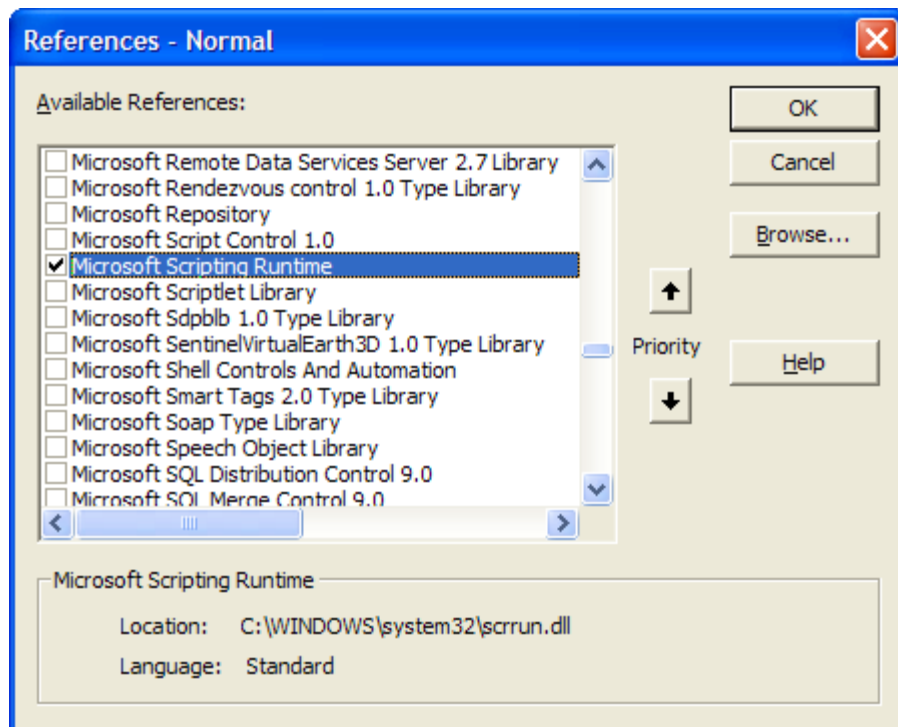 References - Normal
Available References:
Microsoft Remote Data Services Server 2.7 Library
Microsoft Rendezvous control 1.0 Type Library
Microsoft Repository
Microsoft Script Control 1.0
Microsoft Scripting Runtime
Microsoft Scriptlet Library
Microsoft Sdpblb 1.0 Type Library
Microsoft SentinelVirtualEarth3D 1.0 Type Library
Microsoft Shell Controls And Automation
Microsoft Smart Tags 2.0 Type Library
Microsoft Soap Type Library
Microsoft Speech Object Library
Microsoft SQL Distribution Control 9.0
Microsoft SQL Merge Control 9.0
OK
Cancel
Browse...
Priority
Help
Microsoft Scripting Runtime
Location: C:\WINDOWS\system32\scrrun.dll
Language: Standard